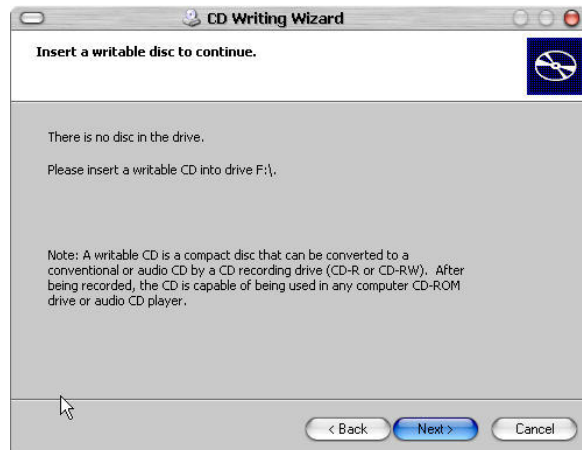 CD Writing Wizard
Insert a writable disc to continue.
There is no disc in the drive.
Please insert a writable CD into drive F:\.
Note: A writable CD is a compact disc that can be converted to a
conventional or audio CD by a CD recording drive (CD-R or CD-RW). After
being recorded, the CD is capable of being used in any computer CD-ROM
drive or audio CD player.
< Back Next > Cancel